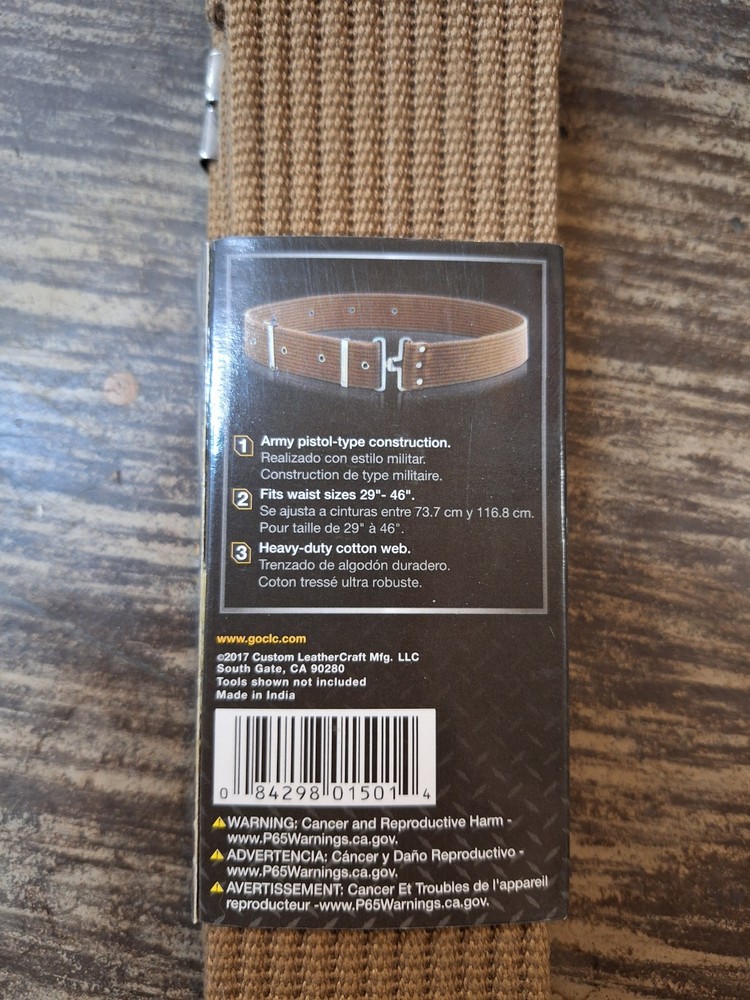 1 Army pistol-type construction.
Realizado con estilo militar.
Construction de type militaire.
2 Fits waist sizes 29"- 46".
Se ajusta a cinturas entre 73.7 cm y 116.8 cm.
Pour taille de 29" à 46".
3 Heavy-duty cotton web.
Trenzado de algodón duradero.
Coton tressé ultra robuste.
www.goclc.com
©2017 Custom LeatherCraft Mfg. LLC
South Gate, CA 90280
Tools shown not included
Made in India
0 84298 01501 4
WARNING: Cancer and Reproductive Harm -
www.P65Warnings.ca.gov.
ADVERTENCIA: Cáncer y Daño Reproductivo -
www.P65Warnings.ca.gov.
AVERTISSEMENT: Cancer Et Troubles de l'appareil
reproducteur -www.P65Warnings.ca.gov.